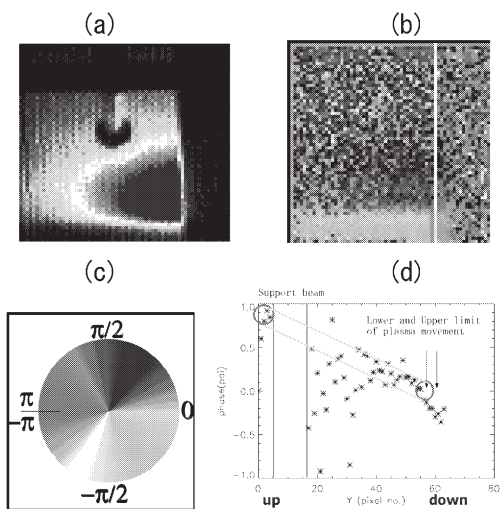 (a)
(b)
(c)
π/2
π
-π
0
-π/2
(d)
Support beam
Lower and Upper limit
of plasma movement
phase(pai)
1.0
0.5
0.0
-0.5
-1.0
0
20
40
60
80
up
Y (pixel no.)
down